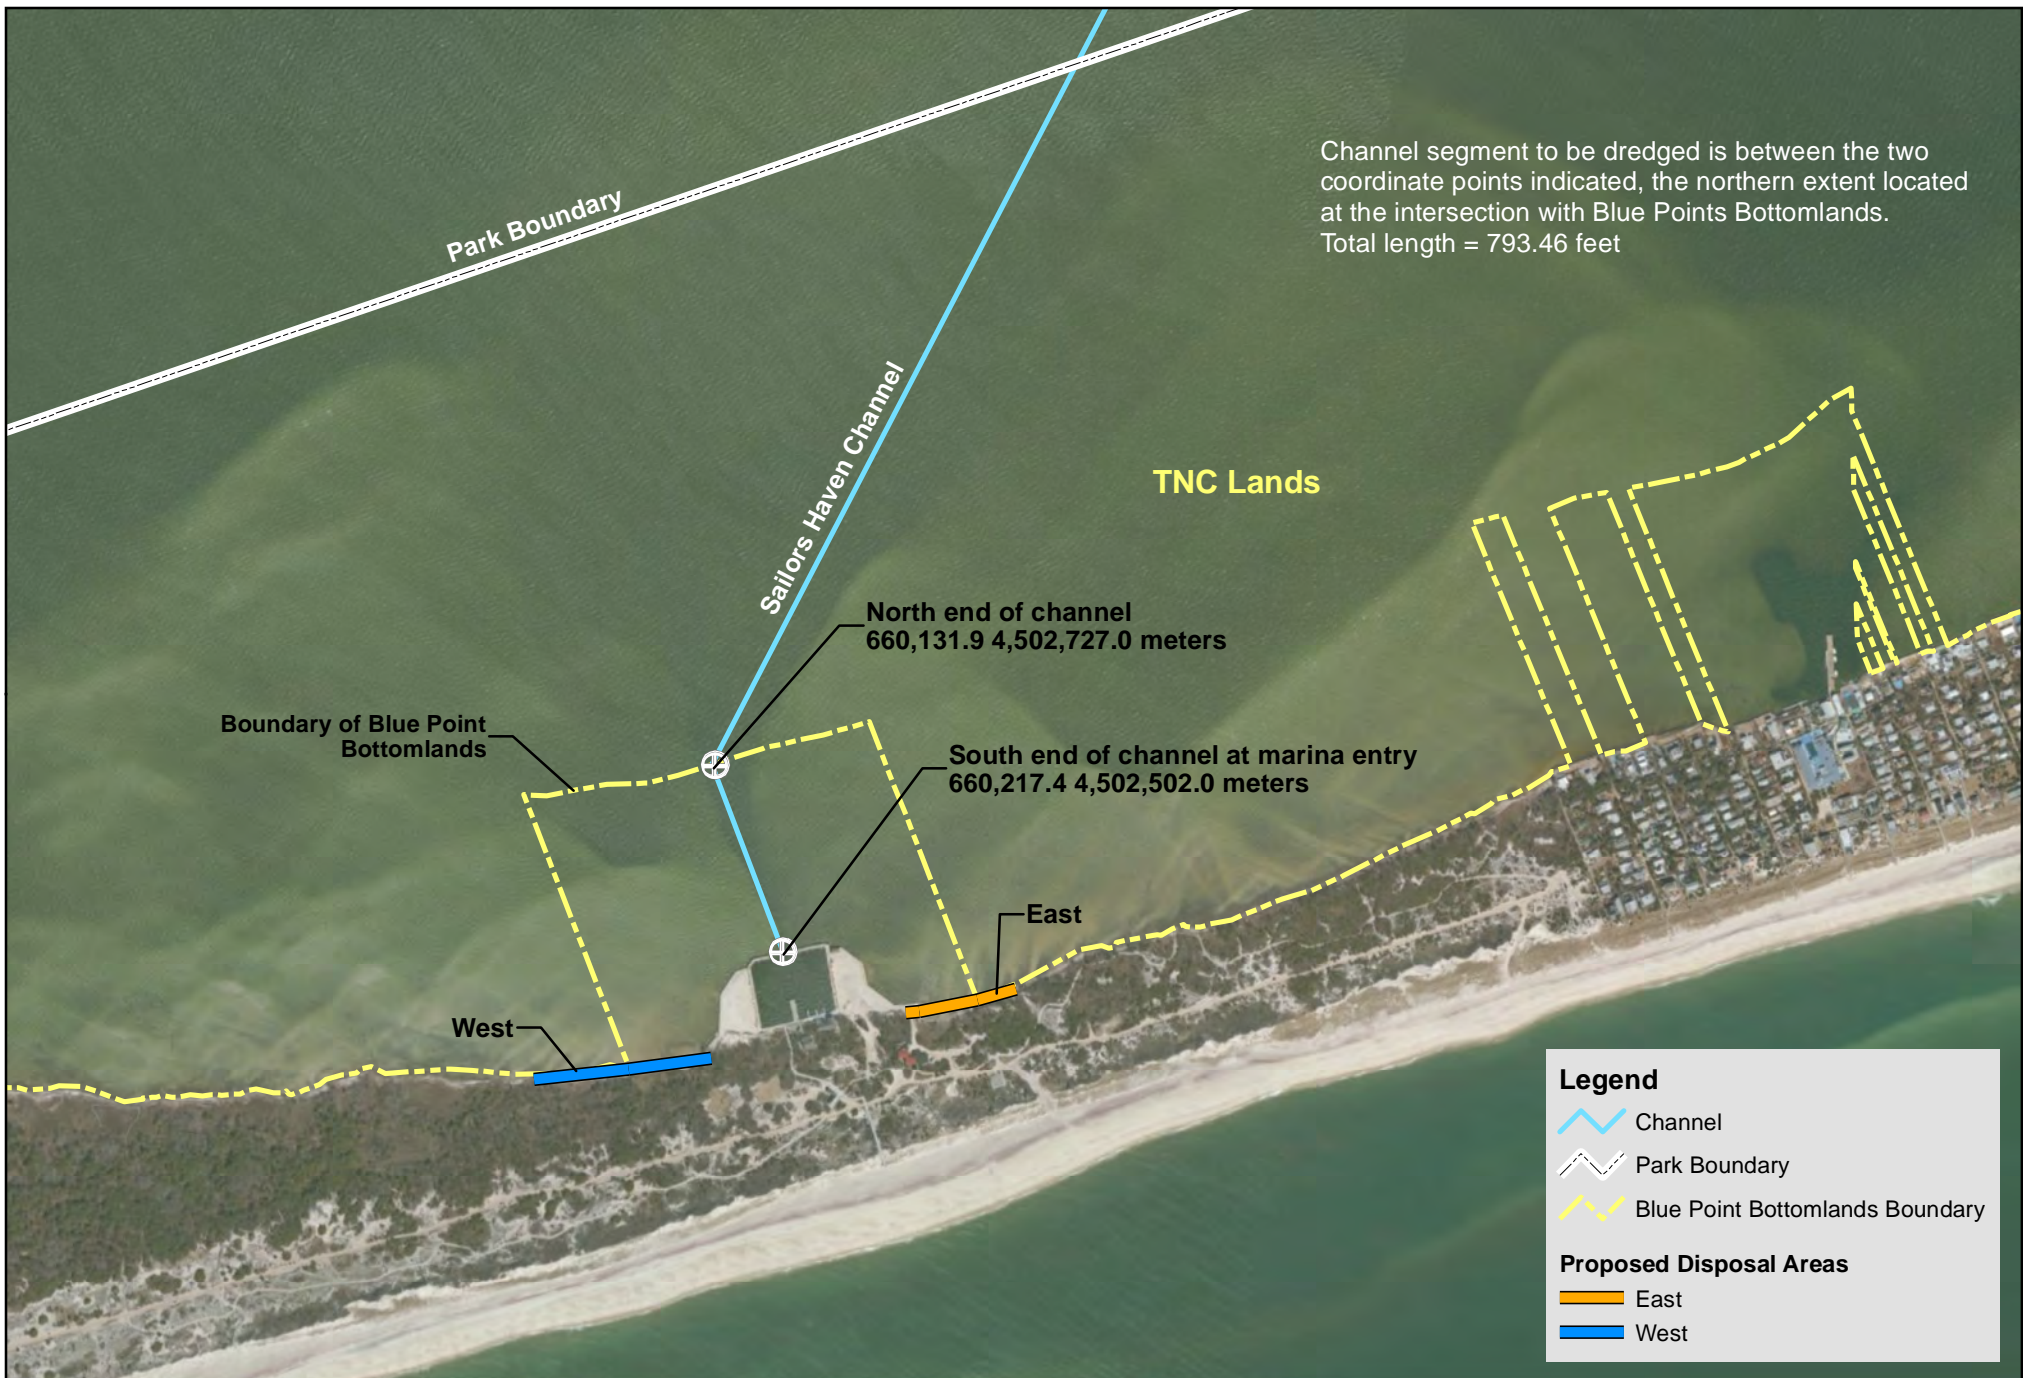 Channel segment to be dredged is between the two
coordinate points indicated, the northern extent located
at the intersection with Blue Points Bottomlands.
Total length = 793.46 feet
Park Boundary
Sailors Haven Channel
TNC Lands
North end of channel
660,131.9 4,502,727.0 meters
Boundary of Blue Point
Bottomlands
South end of channel at marina entry
660,217.4 4,502,502.0 meters
East
West
Legend
Channel
Park Boundary
Blue Point Bottomlands Boundary
Proposed Disposal Areas
East
West